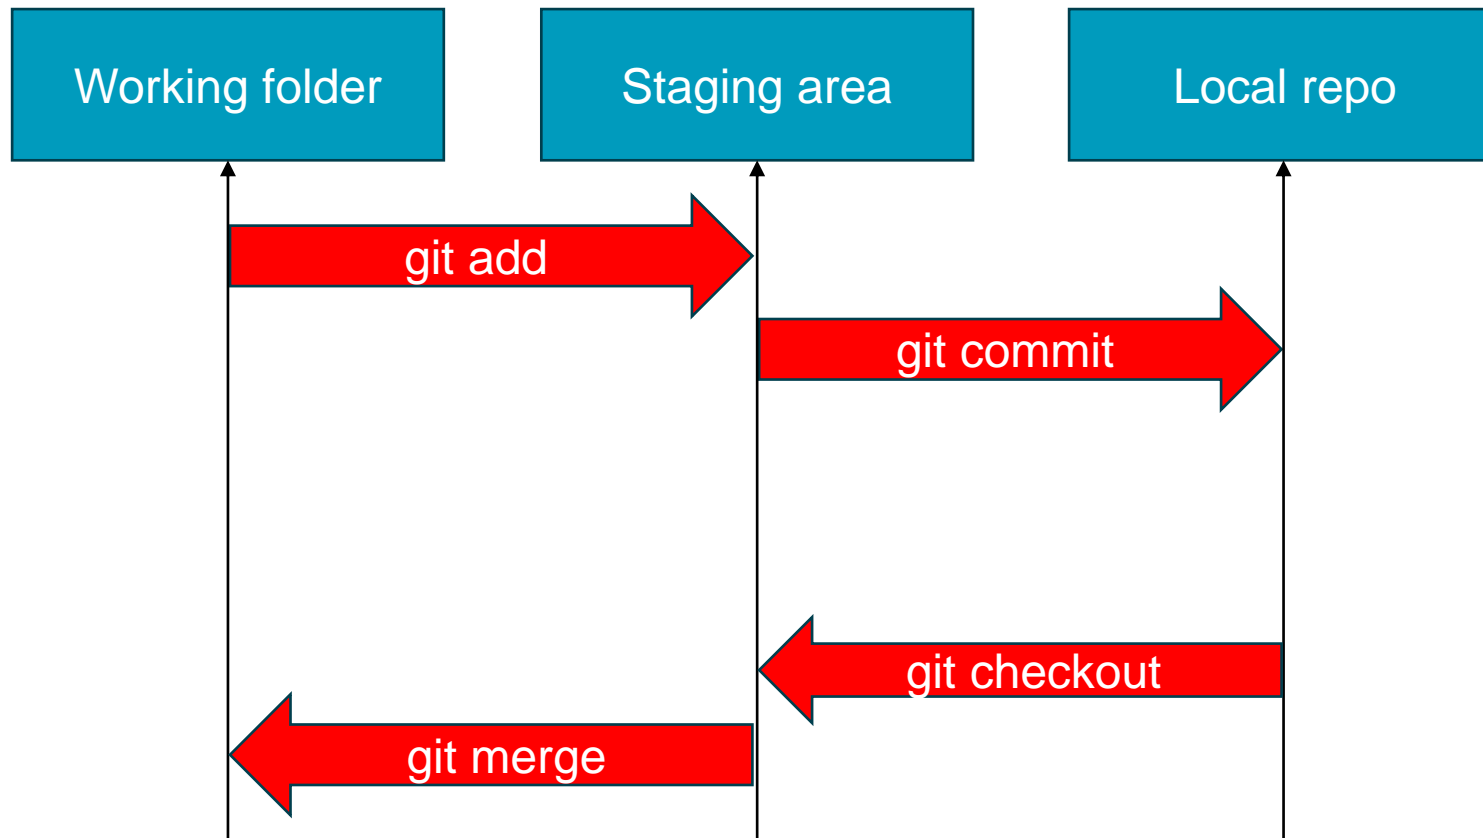 Working folder
Staging area
Local repo
git add
git commit
git checkout
git merge